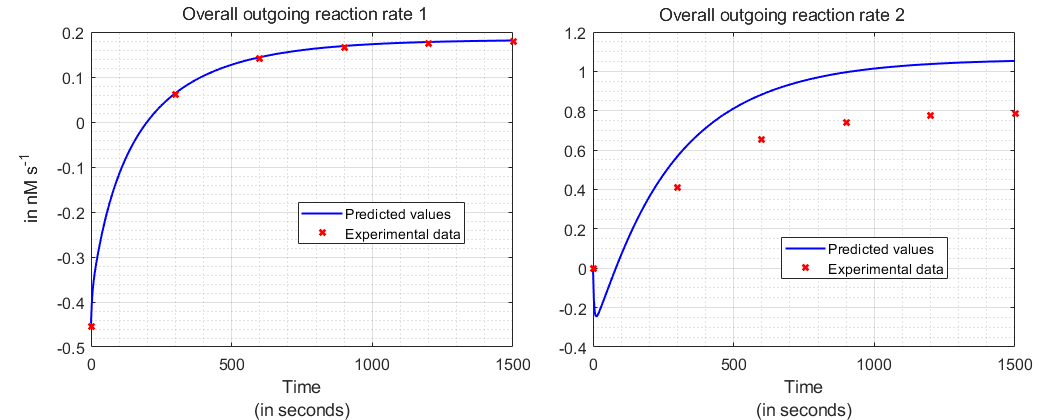 Overall outgoing reaction rate 1
0.2
0.1
0
-0.1
-0.2
-0.3
-0.4
-0.5
in nM s-1
Predicted values
Experimental data
0
500
1000
1500
Time
(in seconds)
Overall outgoing reaction rate 2
1.2
1
0.8
0.6
0.4
0.2
0
-0.2
-0.4
Predicted values
Experimental data
0
500
1000
1500
Time
(in seconds)